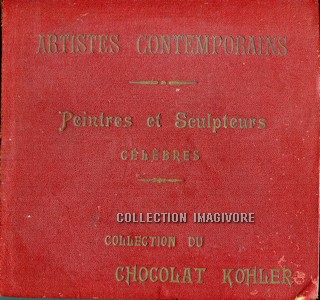 ARTISTES CONTEMPORAINS
Peintres et Sculpteurs
CÉLÈBRES
COLLECTION IMAGIVORE
COLLECTION DU
CHOCOLAT KOHLER